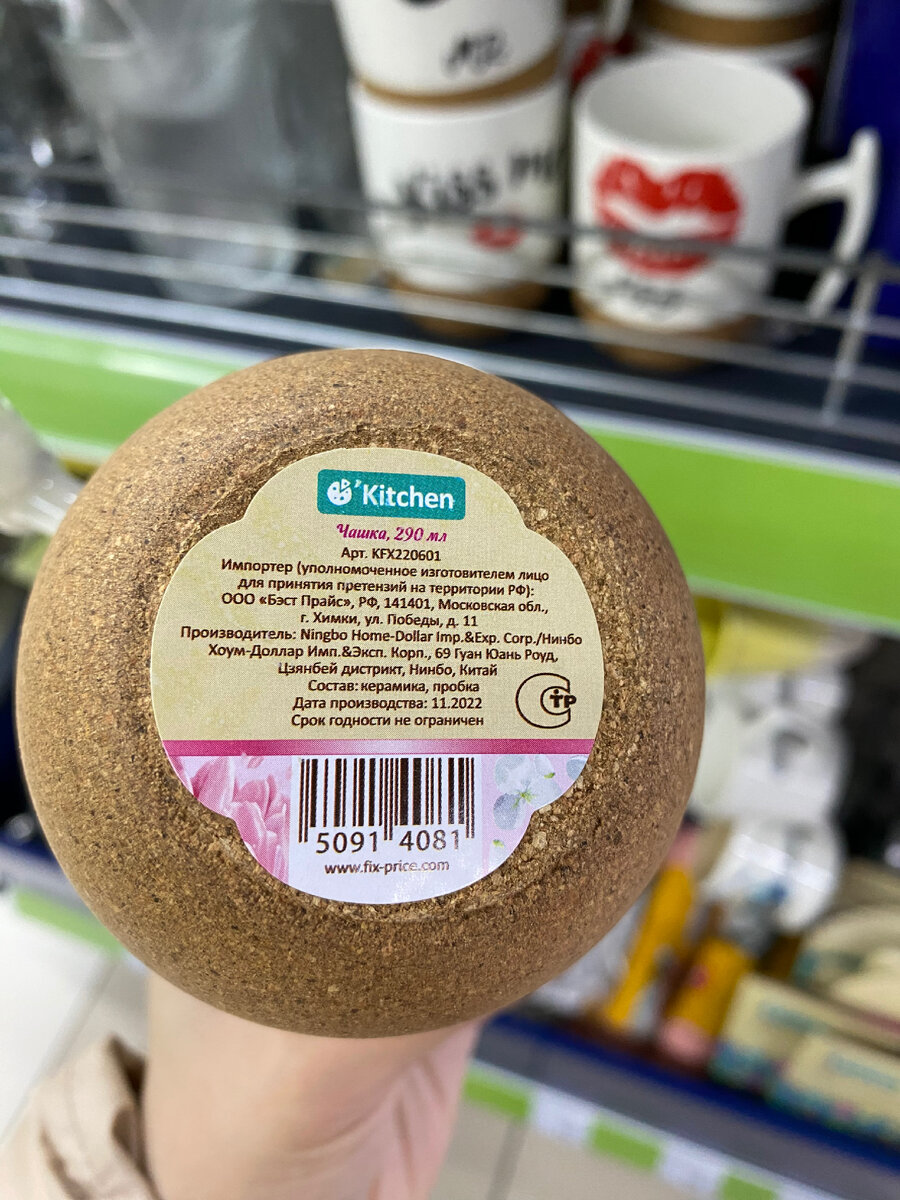 Kiss
'Kitchen
Чашка, 290 мл
Арт. KFX220601
Импортер (уполномоченное изготовителем лицо
для принятия претензий на территории РФ):
ООО «Бэст Прайс», РФ, 141401, Московская обл.,
г. Химки, ул. Победы, д. 11
Производитель: Ningbo Home-Dollar Imp.&Exp. Corp./Нинбо
Хоум-Доллар Имп.&Эксп. Корп., 69 Гуан Юань Роуд,
Цзянбей дистрикт, Нинбо, Китай
Состав: керамика, пробка
Дата производства: 11.2022
Срок годности не ограничен
СТР
5091 4081
www.fix-price.com